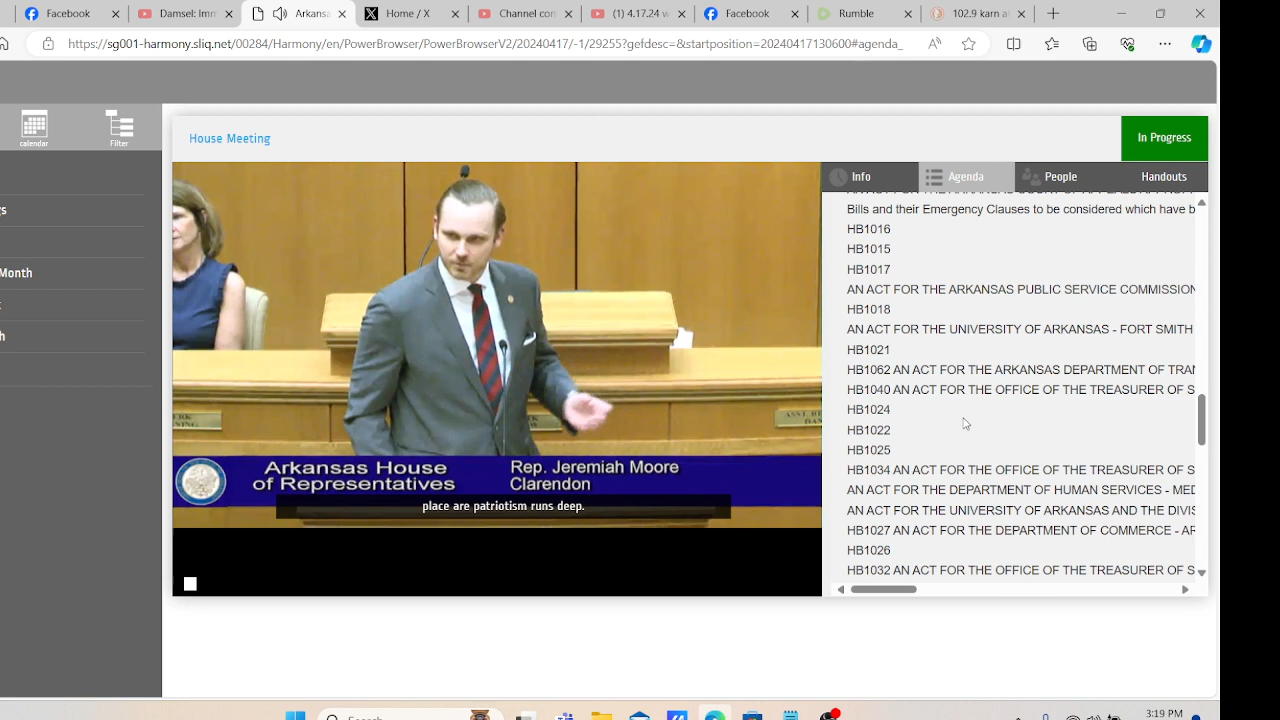 Facebook
Damsel: Imm
Arkansa
Home / X
Channel con
(1) 4.17.24 w
Facebook
Rumble
102.9 karn a
https://sg001-harmony.sliq.net/00284/Harmony/en/PowerBrowser/PowerBrowserV2/20240417/-1/29255?gefdesc=&startposition=20240417130600#agenda_
calendar
Filter
gs
Month
House Meeting
In Progress
Info
Agenda
People
Handouts
Bills and their Emergency Clauses to be considered which have b
HB1016
HB1015
HB1017
AN ACT FOR THE ARKANSAS PUBLIC SERVICE COMMISSION
HB1018
AN ACT FOR THE UNIVERSITY OF ARKANSAS - FORT SMITH
HB1021
HB1062 AN ACT FOR THE ARKANSAS DEPARTMENT OF TRAN
HB1040 AN ACT FOR THE OFFICE OF THE TREASURER OF S
HB1024
HB1022
HB1025
HB1034 AN ACT FOR THE OFFICE OF THE TREASURER OF S
AN ACT FOR THE DEPARTMENT OF HUMAN SERVICES - MED
AN ACT FOR THE UNIVERSITY OF ARKANSAS AND THE DIVIS
HB1027 AN ACT FOR THE DEPARTMENT OF COMMERCE - AR
HB1026
HB1032 AN ACT FOR THE OFFICE OF THE TREASURER OF S
Arkansas House
of Representatives
Rep. Jeremiah Moore
Clarendon
place are patriotism runs deep.
Search
3:19 PM